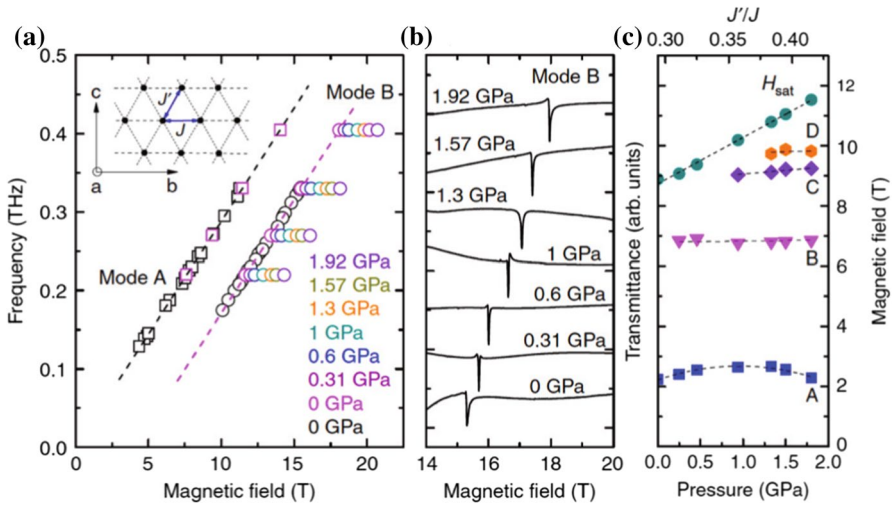 (a)
0.5
0.4
0.3
0.2
0.1
0.0
Frequency (THz)
c
a
b
J'
J
Mode A
Mode B
1.92 GPa
1.57 GPa
1.3 GPa
1 GPa
0.6 GPa
0.31 GPa
0 GPa
0 GPa
0 5 10 15 20
Magnetic field (T)
(b)
Mode B
1.92 GPa
1.57 GPa
1.3 GPa
1 GPa
0.6 GPa
0.31 GPa
0 GPa
14 16 18 20
Magnetic field (T)
Transmittance (arb. units)
(c)
J'/J
0.30 0.35 0.40
Hsat
D
C
B
A
12
10
8
6
4
2
0
Magnetic field (T)
0.0 0.5 1.0 1.5 2.0
Pressure (GPa)